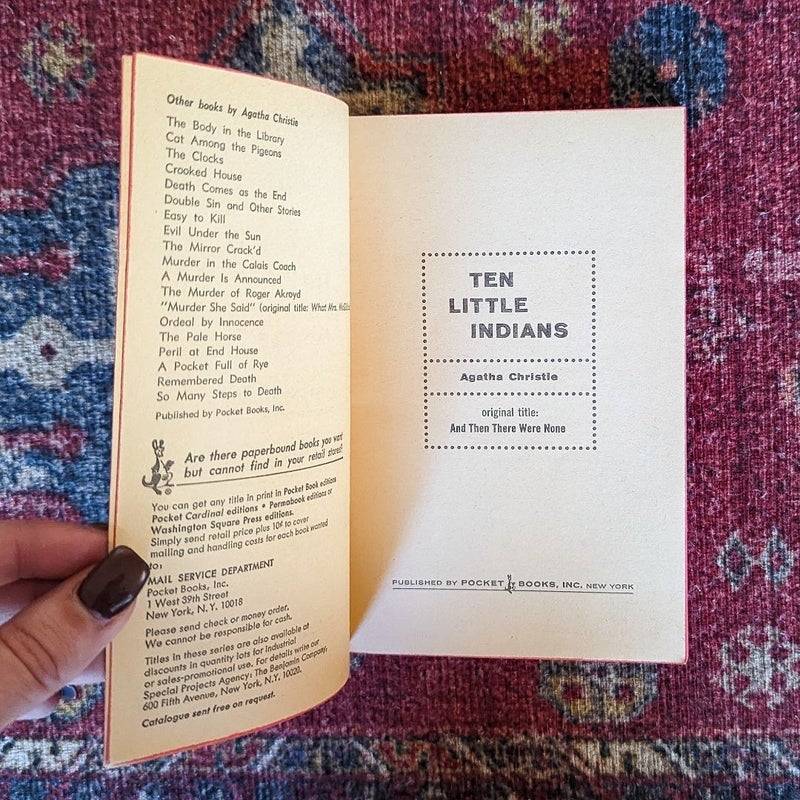 Other books by Agatha Christie
The Body in the Library
Cat Among the Pigeons
The Clocks
Crooked House
Death Comes as the End
Double Sin and Other Stories
Easy to Kill
Evil Under the Sun
The Mirror Crack'd
Murder in the Calais Coach
A Murder Is Announced
The Murder of Roger Akroyd
"Murder She Said" (original title: What Mrs.
Ordeal by Innocence
The Pale Horse
Peril at End House
A Pocket Full of Rye
Remembered Death
So Many Steps to Death
Published by Pocket Books, Inc.
Are there paperbound books you want
but cannot find in your retail stores?
You can get any title in print in Pocket Book editions
Pocket Cardinal editions • Permabook editions or
Washington Square Press editions.
Simply send retail price plus 10¢ to cover
mailing and handling costs for each book wanted
to:
MAIL SERVICE DEPARTMENT
Pocket Books, Inc.
1 West 39th Street
New York, N.Y. 10018
Please send check or money order.
We cannot be responsible for cash.
Titles in these series are also available at
discounts in quantity lots for industrial
or sales-promotional use. For details write our
Special Projects Agency: The Benjamin Company,
600 Fifth Avenue, New York, N.Y. 10020.
Catalogue sent free on request.
TEN
LITTLE
INDIANS
Agatha Christie
original title:
And Then There Were None
PUBLISHED BY POCKET BOOKS, INC. NEW YORK